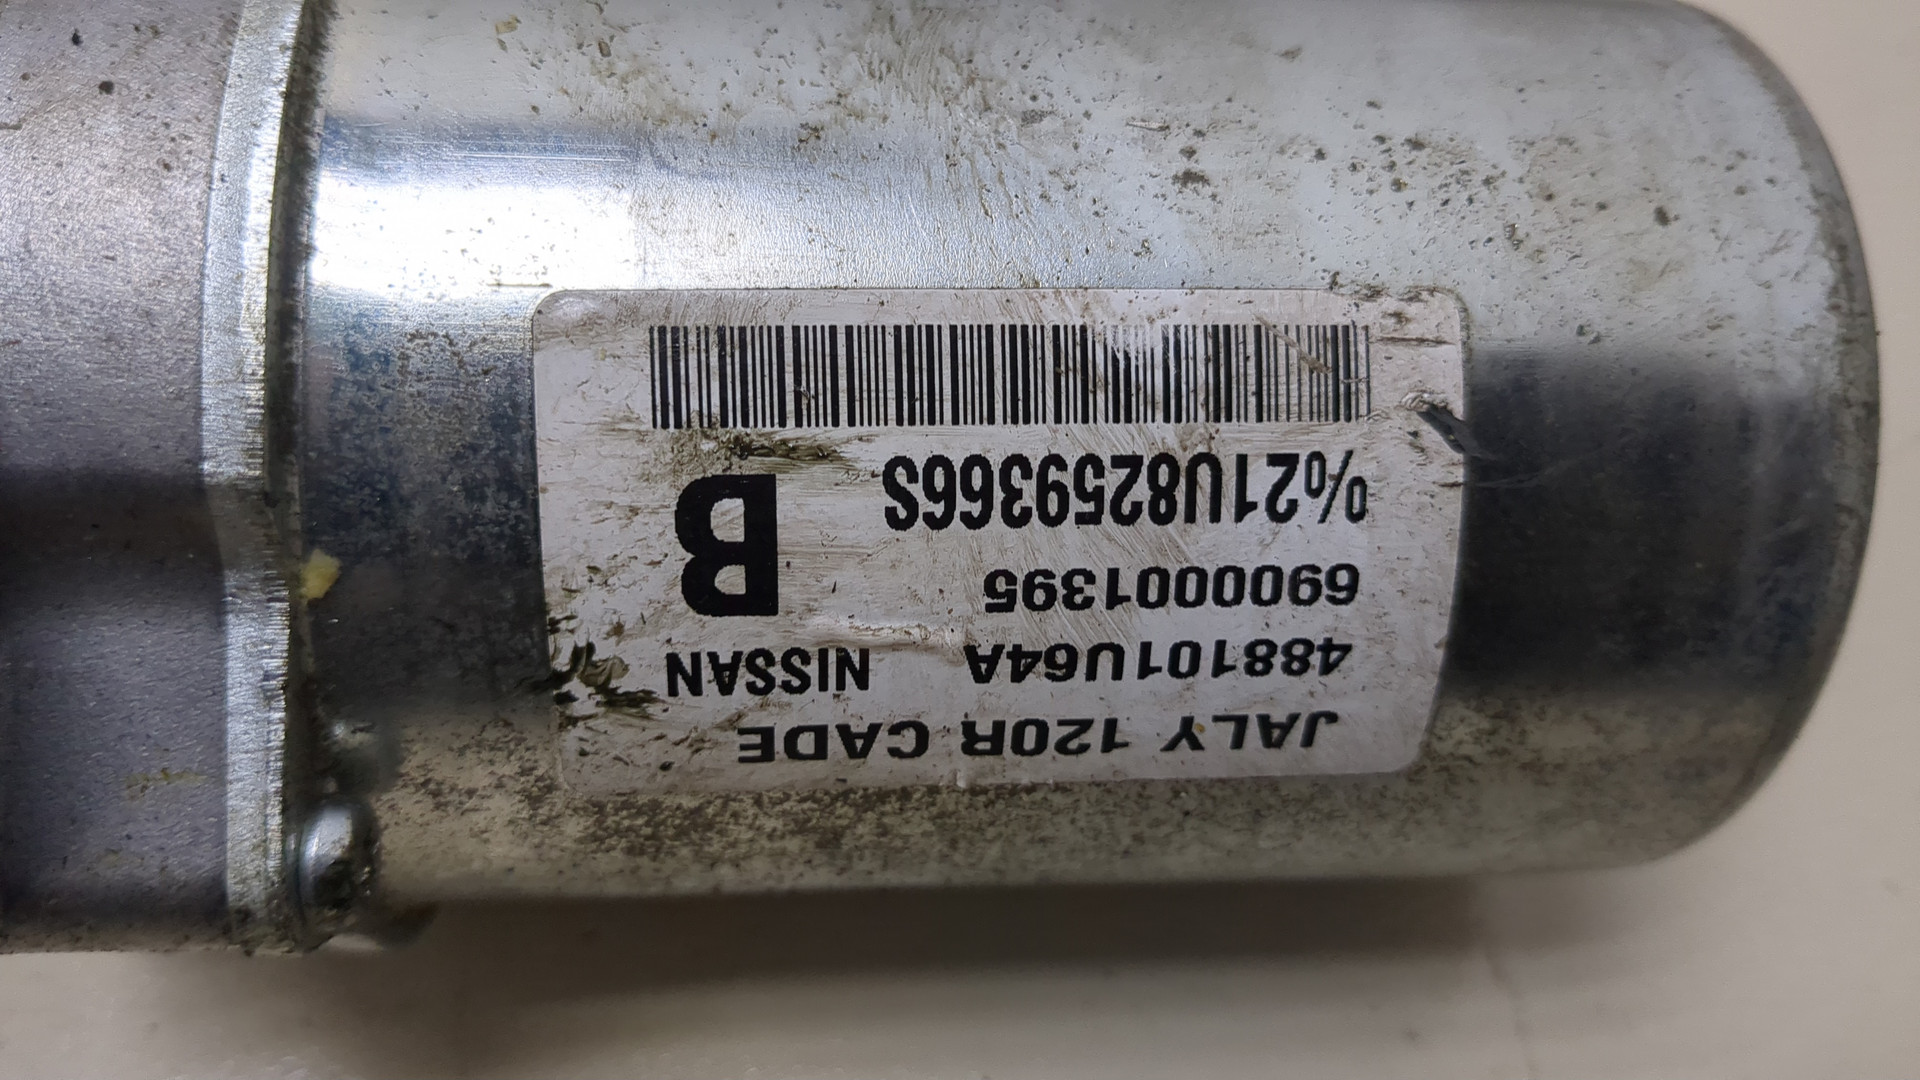 JALY 120R CADE
488101U64A NISSAN
6900001395 B
%21U8259366S